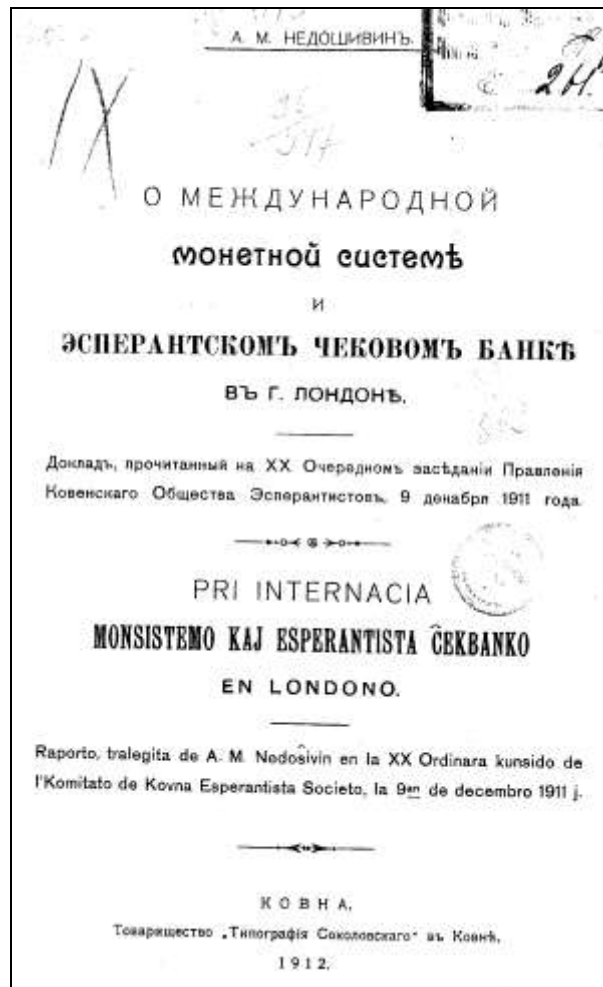 А. М. НЕДОШИВИНЪ.
О МЕЖДУНАРОДНОЙ
монетной системѣ
И
ЭСПЕРАНТСКОМЪ ЧЕКОВОМЪ БАНКѢ
ВЪ Г. ЛОНДОНѢ.
Докладъ, прочитанный на XX Очередномъ засѣданіи Правленія
Ковенскаго Общества Эсперантистовъ, 9 декабря 1911 года
PRI INTERNACIA
MONSISTEMO KAJ ESPERANTISTA ĈEKBANKO
EN LONDONO.
Raporto, tralegita de A. M. Nedoŝivin en la XX Ordinara kunsido de
l'Komitato de Kovna Esperantista Societo, la 9an de decembro 1911 j.
КОВНА.
Товарищество „Типографія Соколовскаго" въ Ковнѣ.
1912.